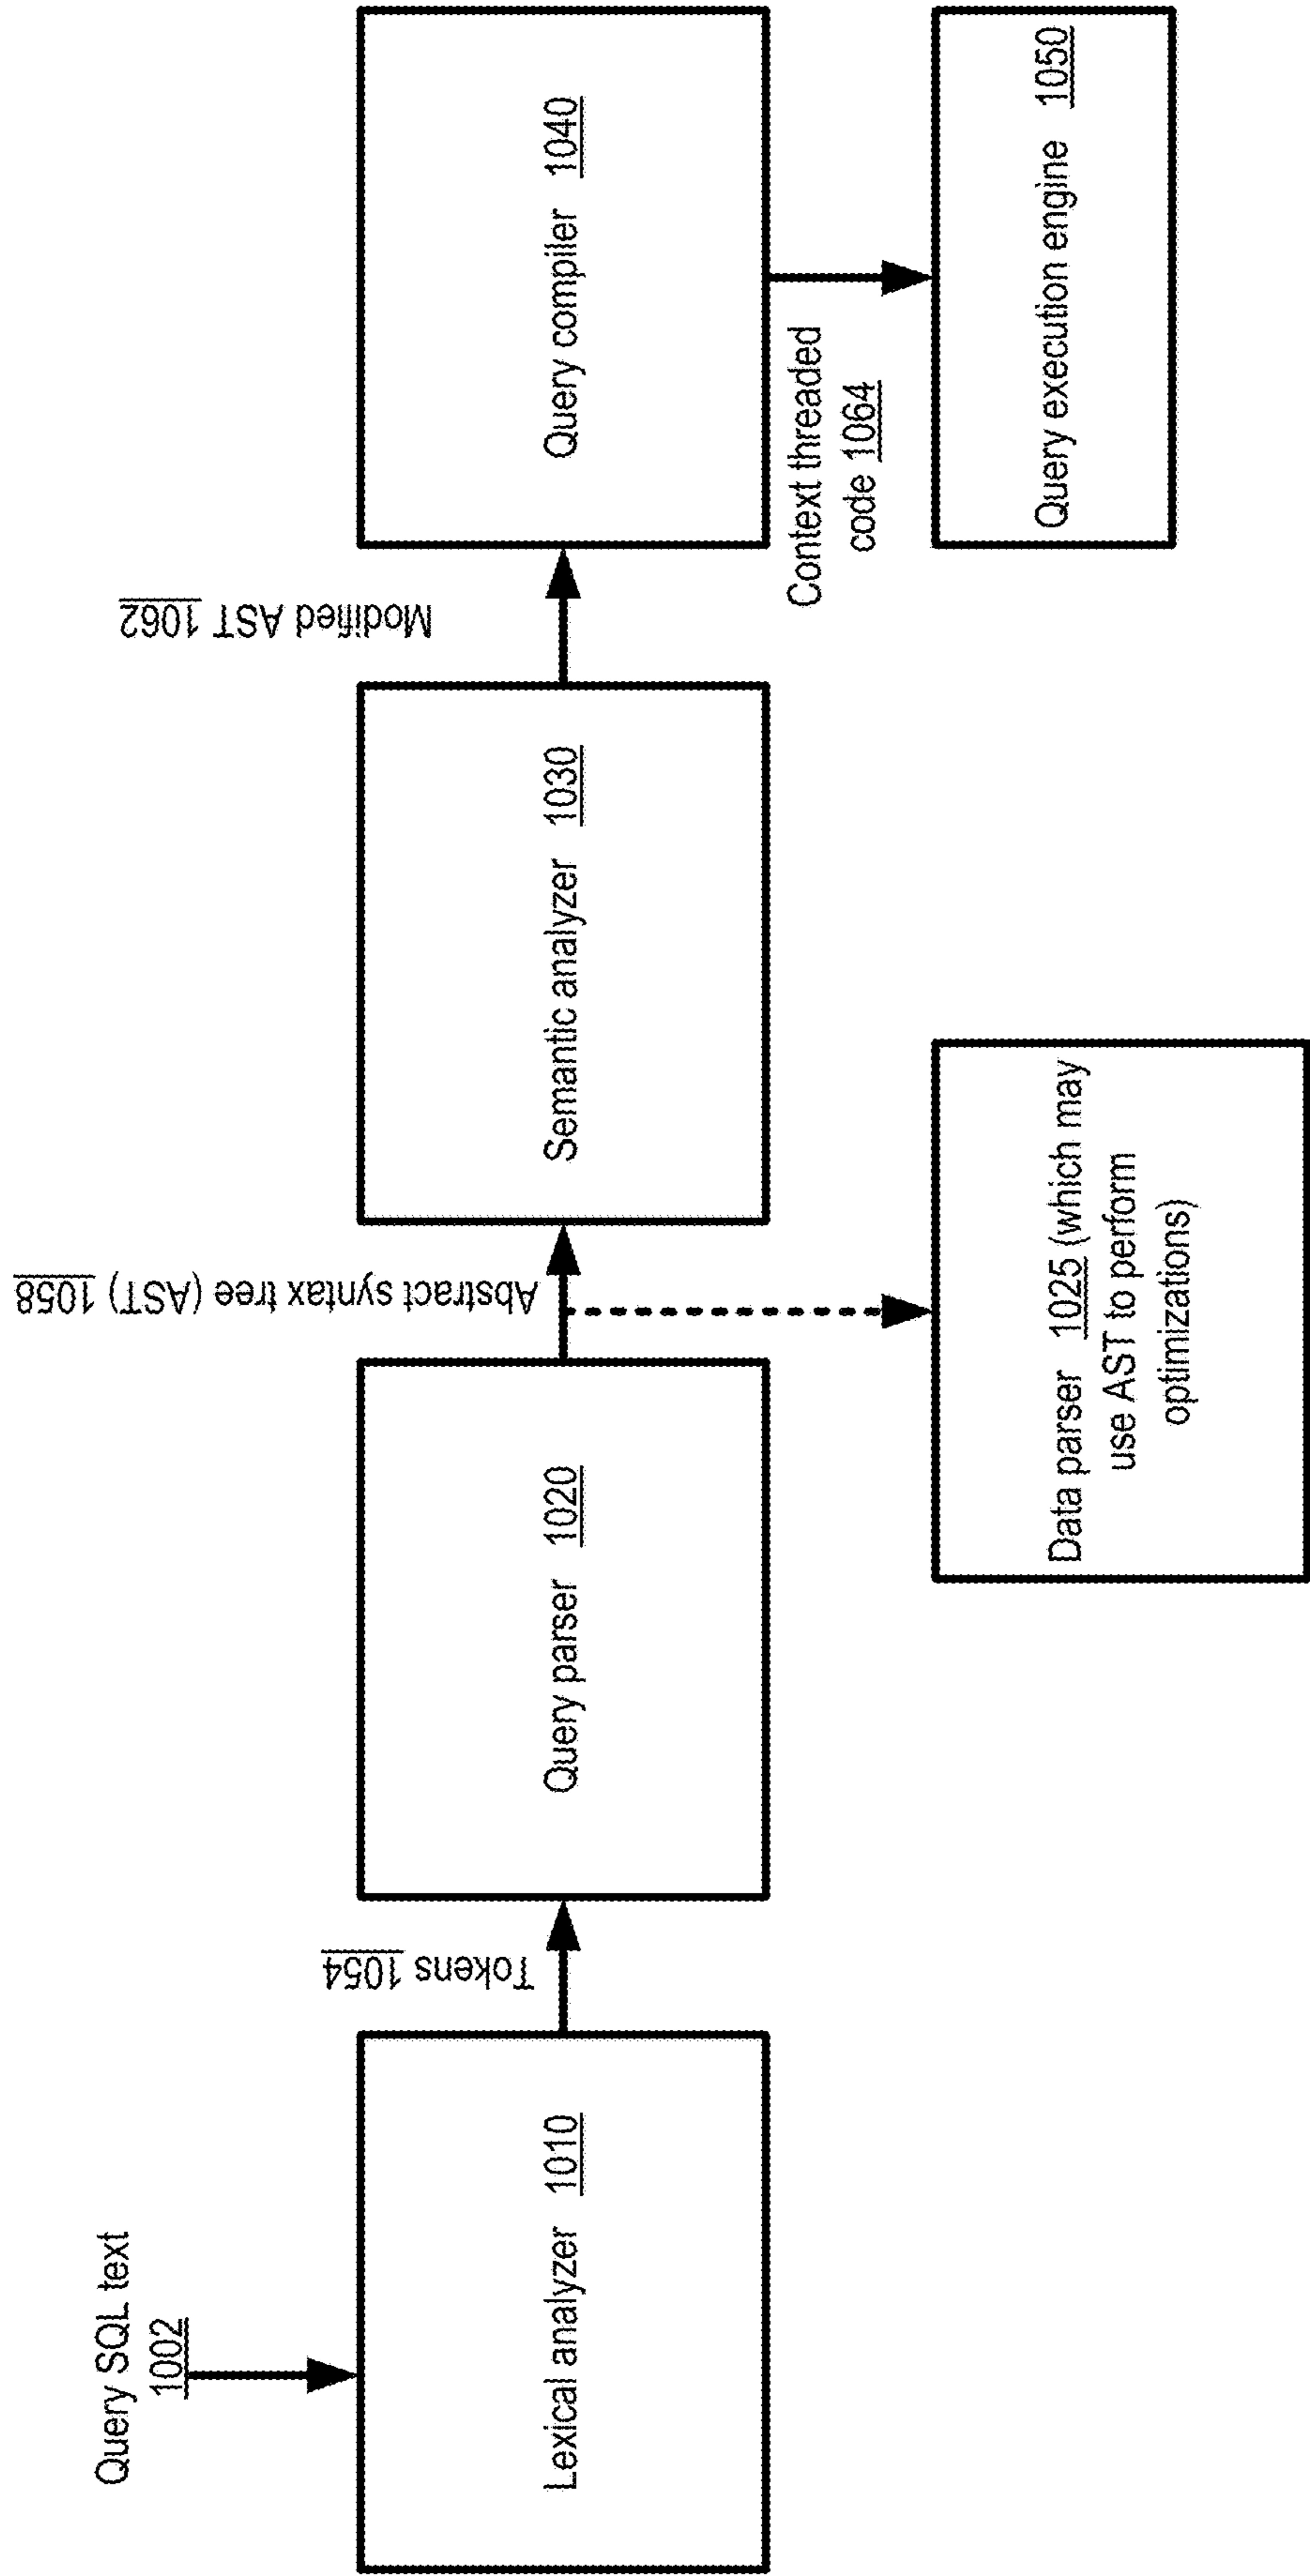 Query SQL text
1002
Lexical analyzer 1010
Tokens 1054
Query parser 1020
Abstract syntax tree (AST) 1058
Data parser 1025 (which may
use AST to perform
optimizations)
Semantic analyzer 1030
Modified AST 1062
Query compiler 1040
Context threaded
code 1064
Query execution engine 1050